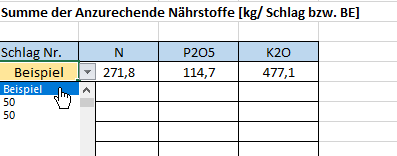 Summe der Anzurechende Nährstoffe [kg/ Schlag bzw. BE]
Schlag Nr. N P2O5 K2O
Beispiel 271,8 114,7 477,1
Beispiel
50
50